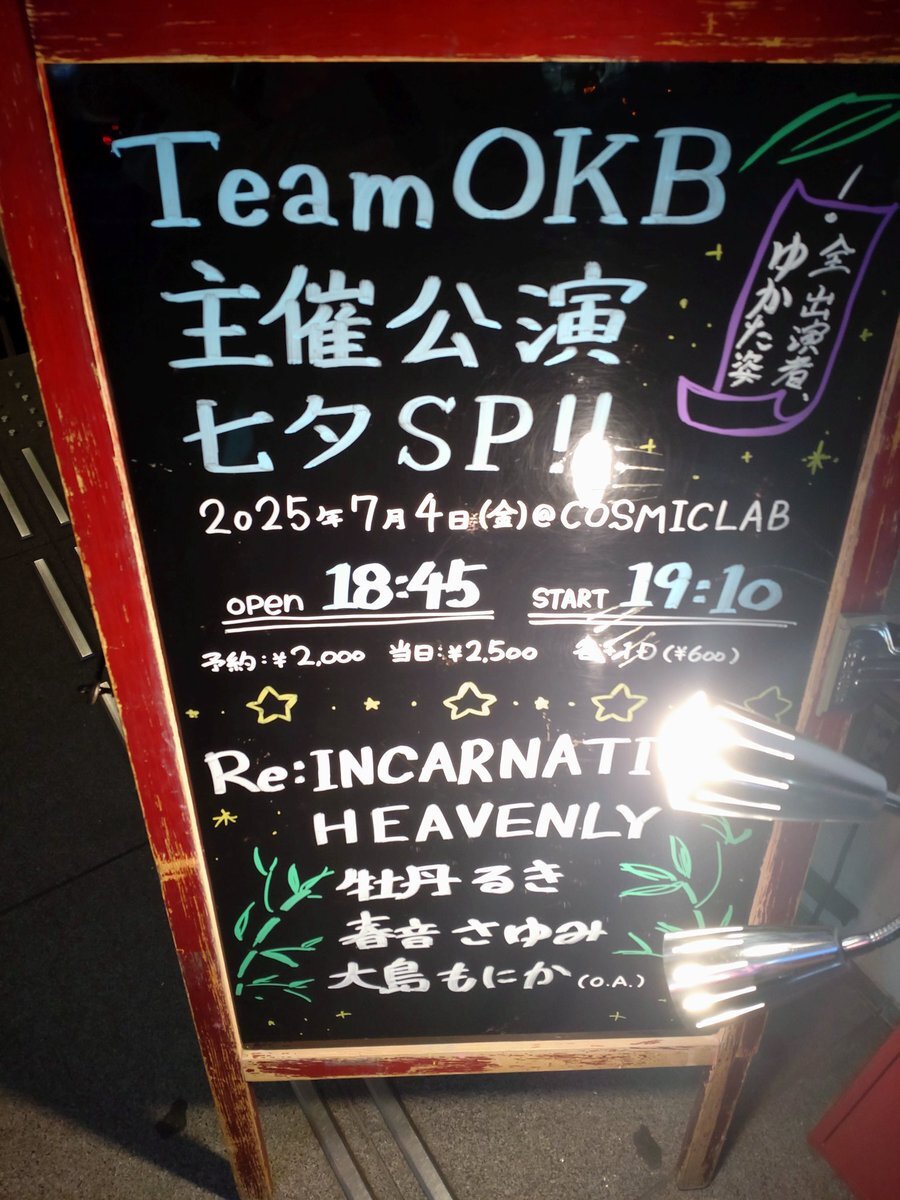 Team OKB
主催公演
七夕SP!!
全出演者、
ゆかた姿
2025年7月4日(金)@COSMICLAB
OPEN 18:45 START 19:10
予約:¥2,000 当日:¥2,500 (¥600)
Re:INCARNATI
HEAVENLY
牡丹るき
春音さゆみ
大島もにか(O.A.)